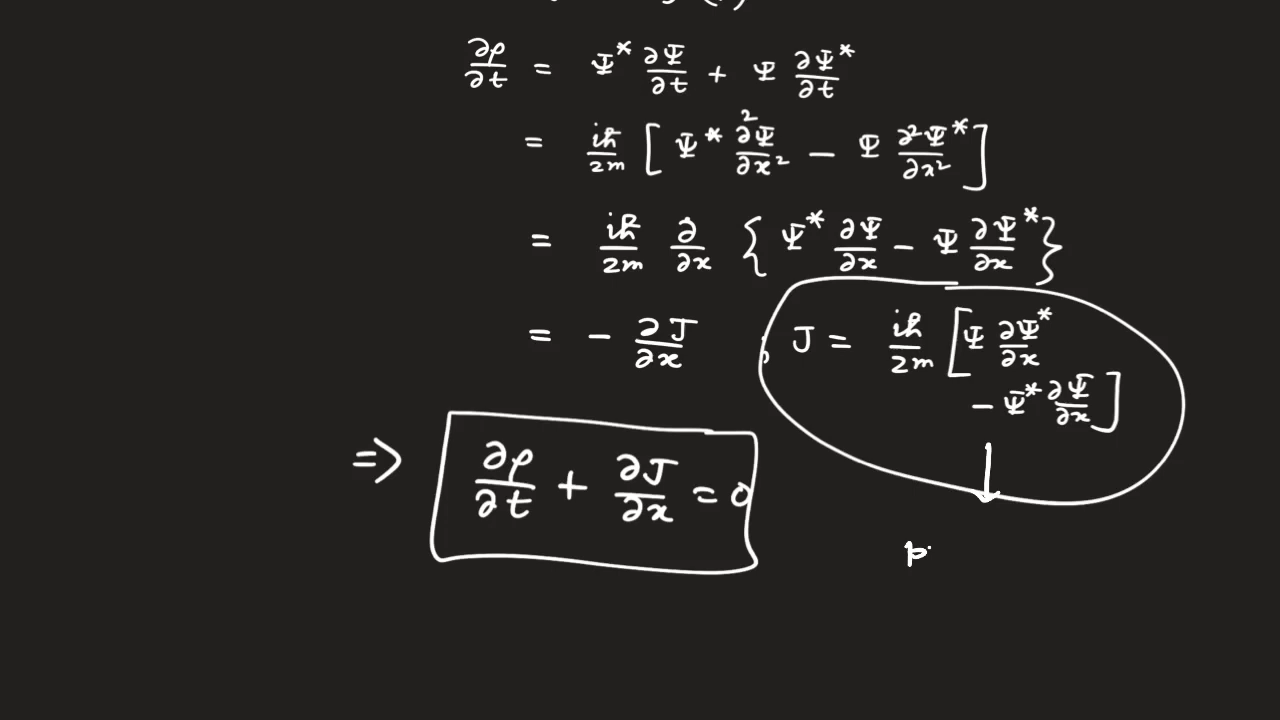 ∂ρ/∂t = Ψ* ∂Ψ/∂t + Ψ ∂Ψ*/∂t
= iħ/2m [ Ψ* ∂²Ψ/∂x² − Ψ ∂²Ψ*/∂x² ]
= iħ/2m ∂/∂x { Ψ* ∂Ψ/∂x − Ψ ∂Ψ*/∂x }
= − ∂J/∂x ; J = iħ/2m [ Ψ ∂Ψ*/∂x
− Ψ* ∂Ψ/∂x ]
=> ∂ρ/∂t + ∂J/∂x = 0